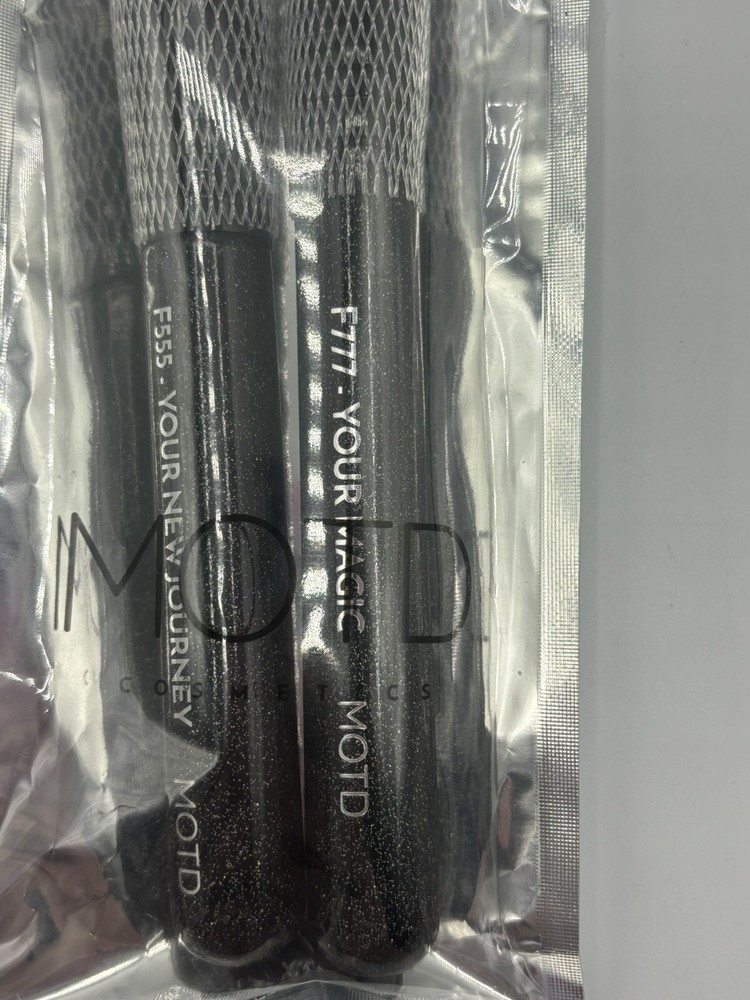 F555 - YOUR NEW JOURNEY MOTD
F777 - YOUR MAGIC MOTD
MOTD
COSMETICS